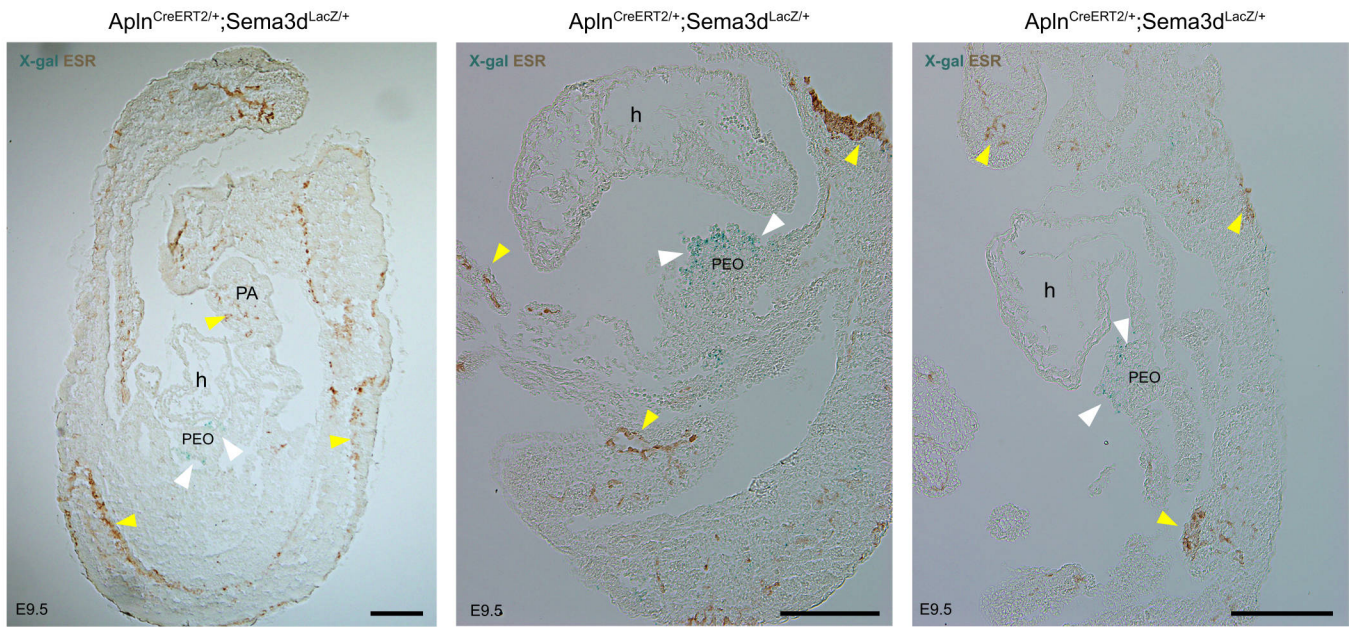 Apln^CreERT2/+;Sema3d^LacZ/+
X-gal ESR
PA
h
PEO
E9.5
Apln^CreERT2/+;Sema3d^LacZ/+
X-gal ESR
h
PEO
E9.5
Apln^CreERT2/+;Sema3d^LacZ/+
X-gal ESR
h
PEO
E9.5